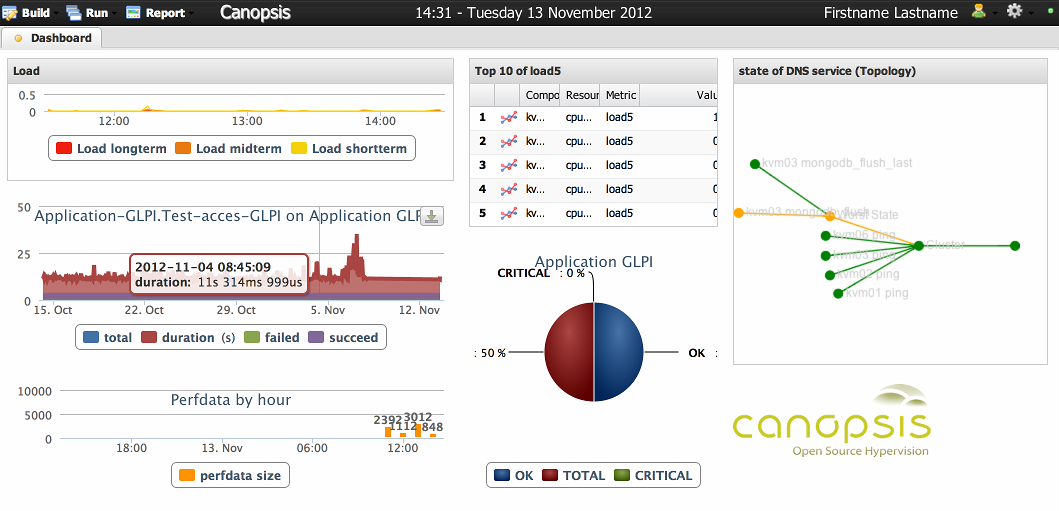 Build Run Report Canopsis 14:31 - Tuesday 13 November 2012 Firstname Lastname
Dashboard
Load
0.5
0
12:00 13:00 14:00
Load longterm Load midterm Load shortterm
50
Application-GLPI.Test-acces-GLPI on Application GLPI
25
2012-11-04 08:45:09
duration: 11s 314ms 999us
0
15. Oct 22. Oct 29. Oct 5. Nov 12. Nov
total duration (s) failed succeed
10000
Perfdata by hour
5000
2392 1112 3012 848
0
18:00 13. Nov 06:00 12:00
perfdata size
Top 10 of load5
Compo Resour Metric Valu
1 kv... cpu... load5 1
2 kv... cpu... load5 0
3 kv... cpu... load5 0
4 kv... cpu... load5 0
5 kv... cpu... load5 0
Application GLPI
CRITICAL : 0 %
: 50 % OK :
OK TOTAL CRITICAL
state of DNS service (Topology)
kvm03 mongodb_flush_last
kvm03 mongodb_flush
Worst State
kvm06 ping
Cluster
kvm03 ping
kvm02 ping
kvm01 ping
canopsis
Open Source Hypervision